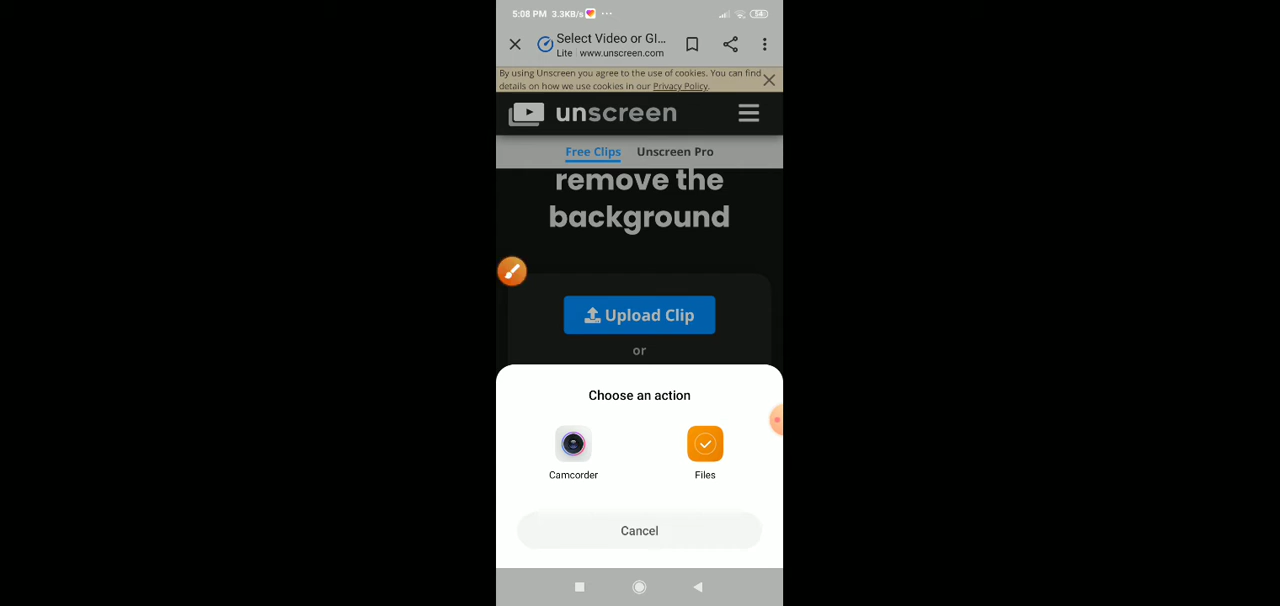 5:08 PM 3.3KB/s ... 54
Select Video or GI...
Lite www.unscreen.com
By using Unscreen you agree to the use of cookies. You can find
details on how we use cookies in our Privacy Policy.
unscreen
Free Clips Unscreen Pro
remove the
background
Upload Clip
or
Choose an action
Camcorder Files
Cancel